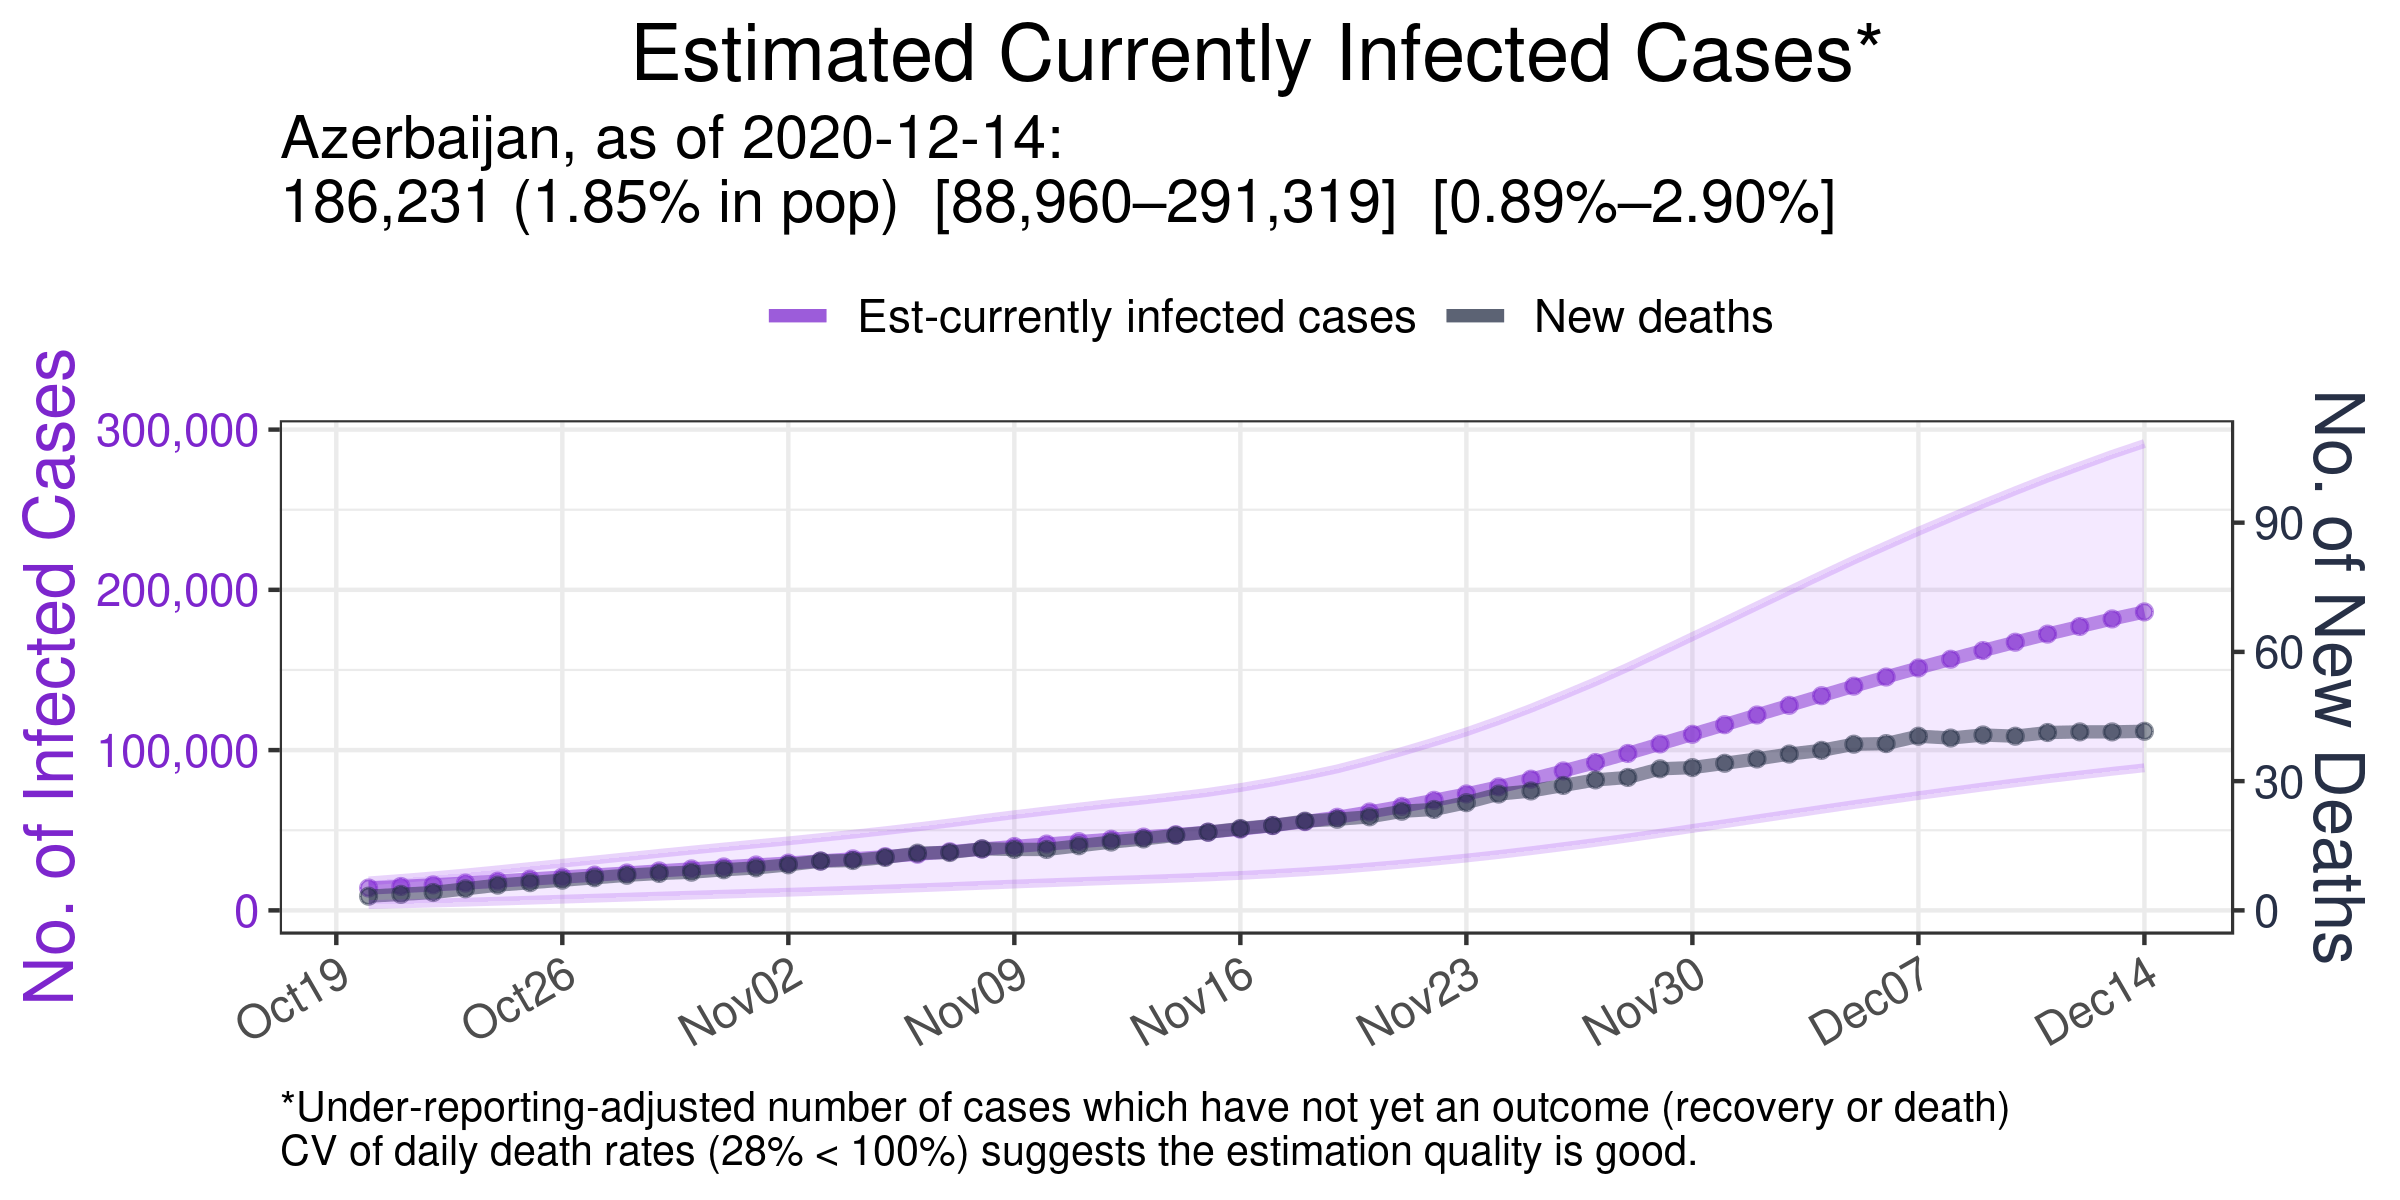 Estimated Currently Infected Cases*
Azerbaijan, as of 2020-12-14:
186,231 (1.85% in pop)  [88,960–291,319]  [0.89%–2.90%]
Est-currently infected cases
New deaths
No. of Infected Cases
300,000
200,000
100,000
0
No. of New Deaths
90
60
30
0
Oct19
Oct26
Nov02
Nov09
Nov16
Nov23
Nov30
Dec07
Dec14
*Under-reporting-adjusted number of cases which have not yet an outcome (recovery or death)
CV of daily death rates (28% < 100%) suggests the estimation quality is good.